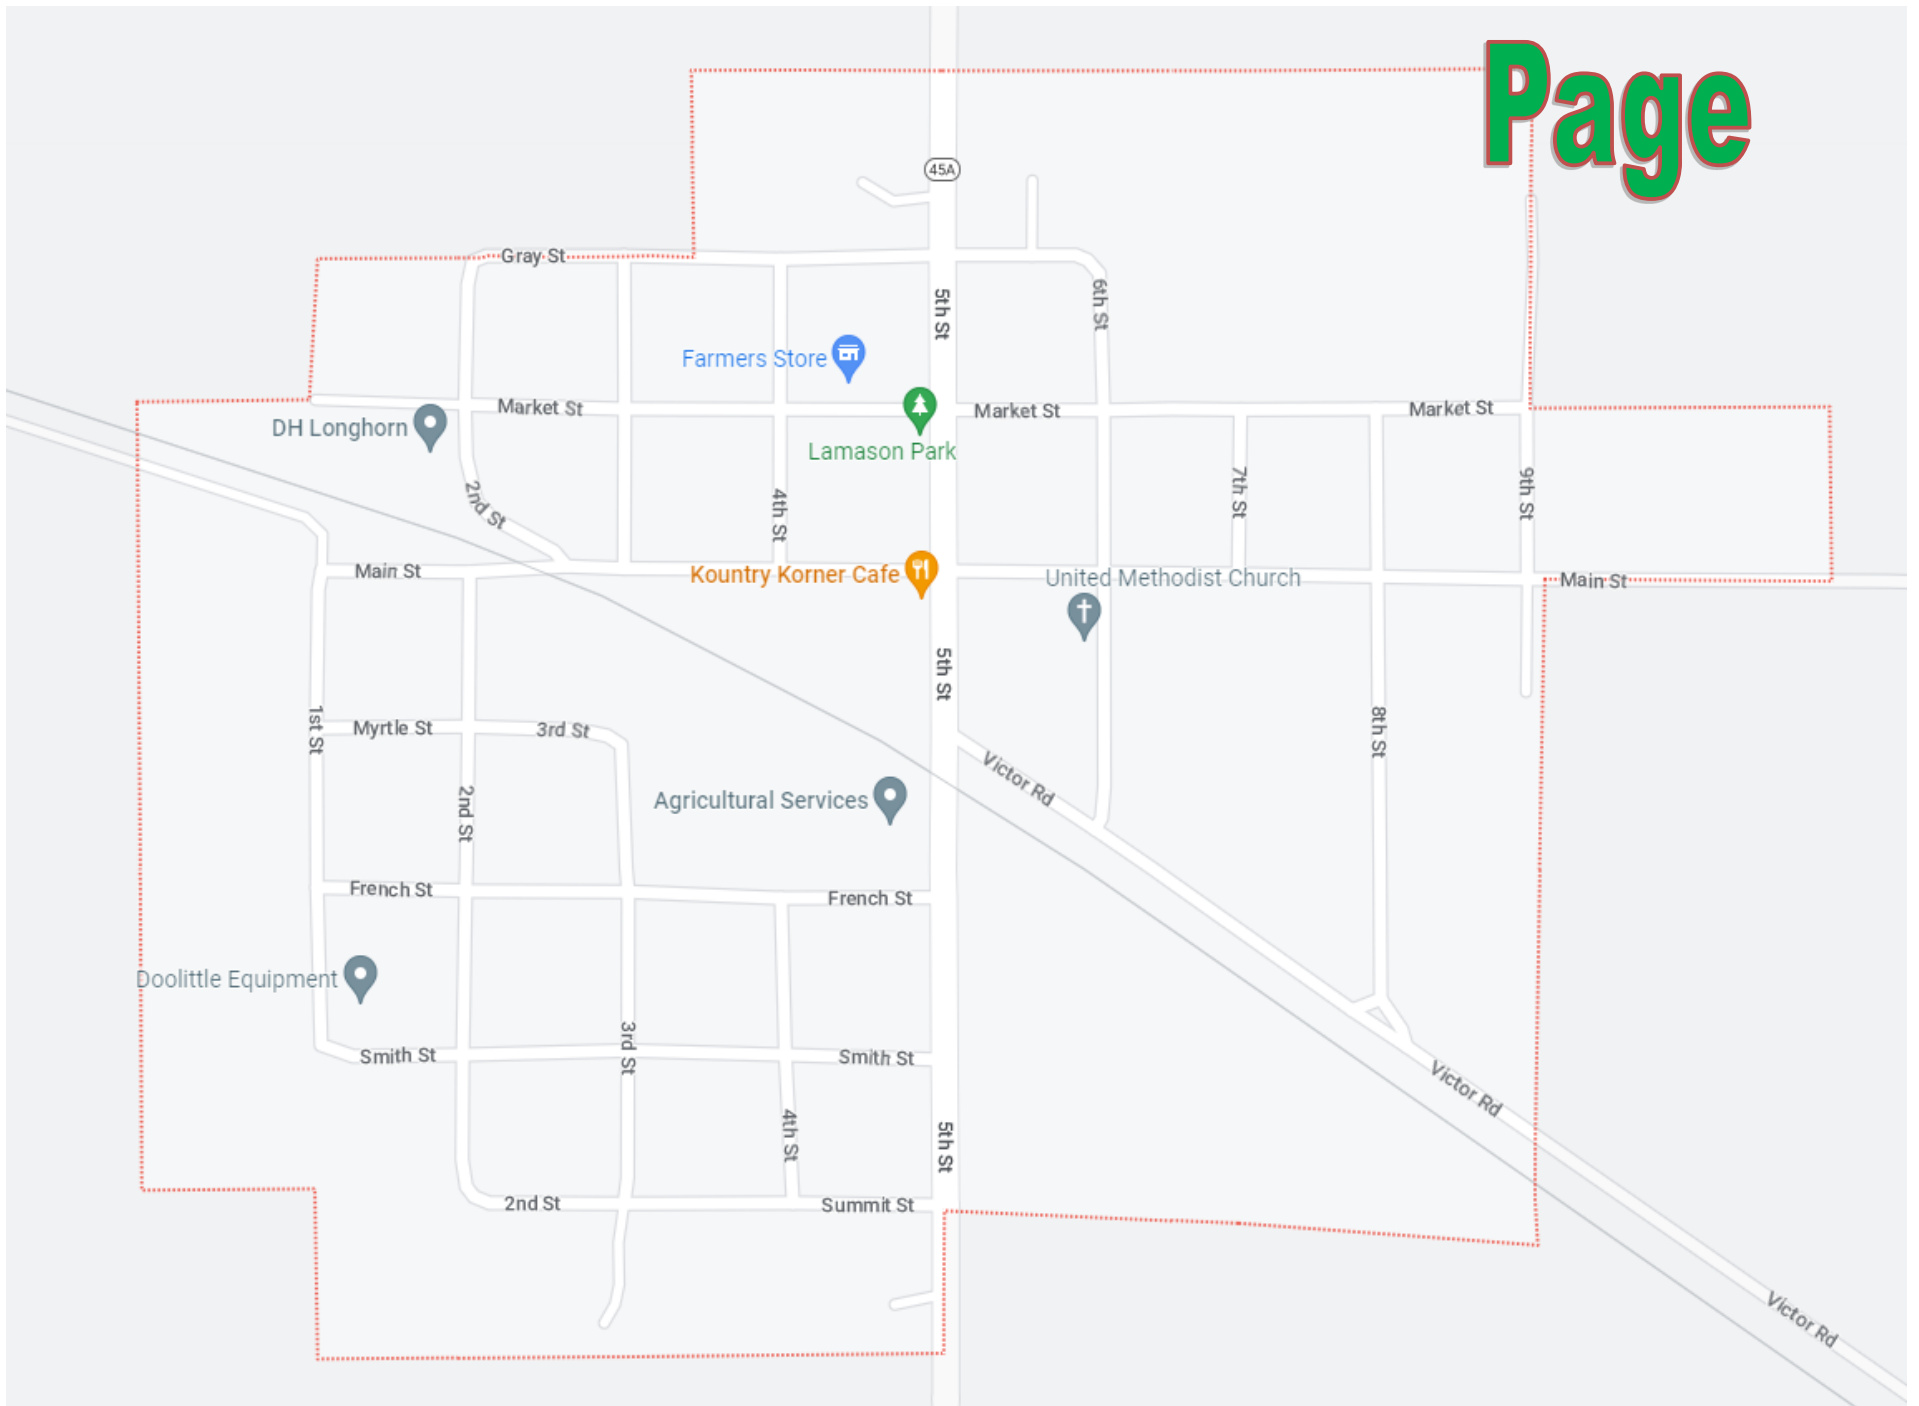 Page
45A
Gray St
5th St
6th St
Farmers Store
Market St
Market St
Market St
DH Longhorn
Lamason Park
2nd St
4th St
7th St
9th St
Main St
Kountry Korner Cafe
United Methodist Church
Main St
5th St
1st St
Myrtle St
3rd St
8th St
Victor Rd
2nd St
Agricultural Services
French St
French St
Doolittle Equipment
3rd St
Smith St
Smith St
Victor Rd
4th St
5th St
2nd St
Summit St
Victor Rd